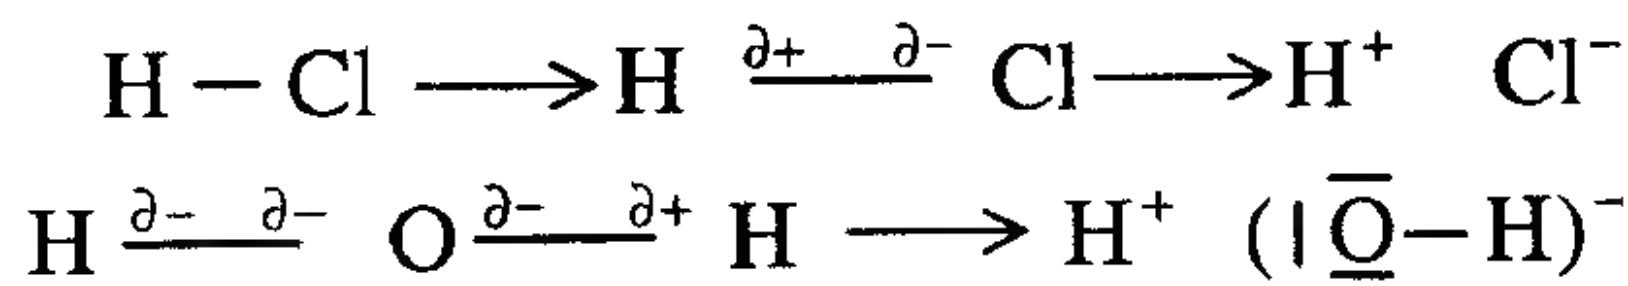 H – Cl ⟶ H ∂+ ∂– Cl ⟶ H⁺ Cl⁻
H ∂– ∂– O ∂– ∂+ H ⟶ H⁺ (|O̲̅–H)⁻